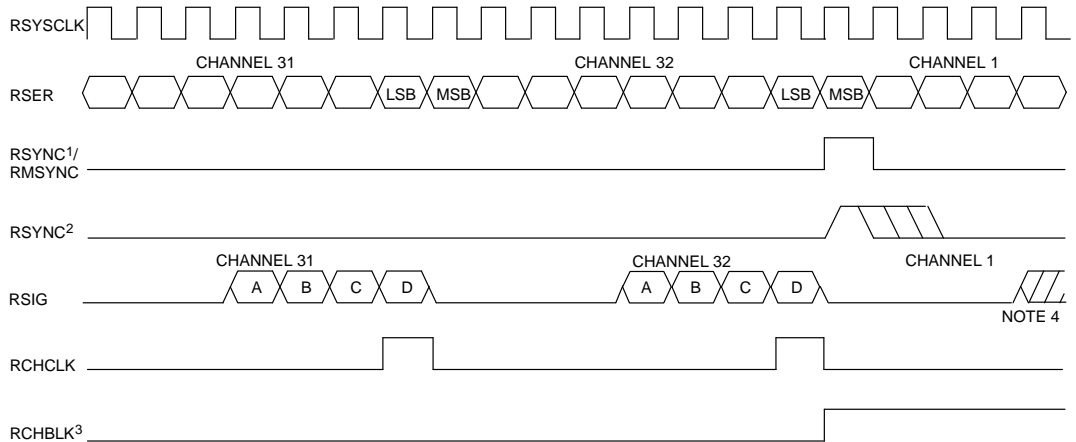 RSYSCLK
CHANNEL 31 CHANNEL 32 CHANNEL 1
RSER LSB MSB LSB MSB
RSYNC1/
RMSYNC
RSYNC2
CHANNEL 31 CHANNEL 32 CHANNEL 1
RSIG A B C D A B C D
NOTE 4
RCHCLK
RCHBLK3